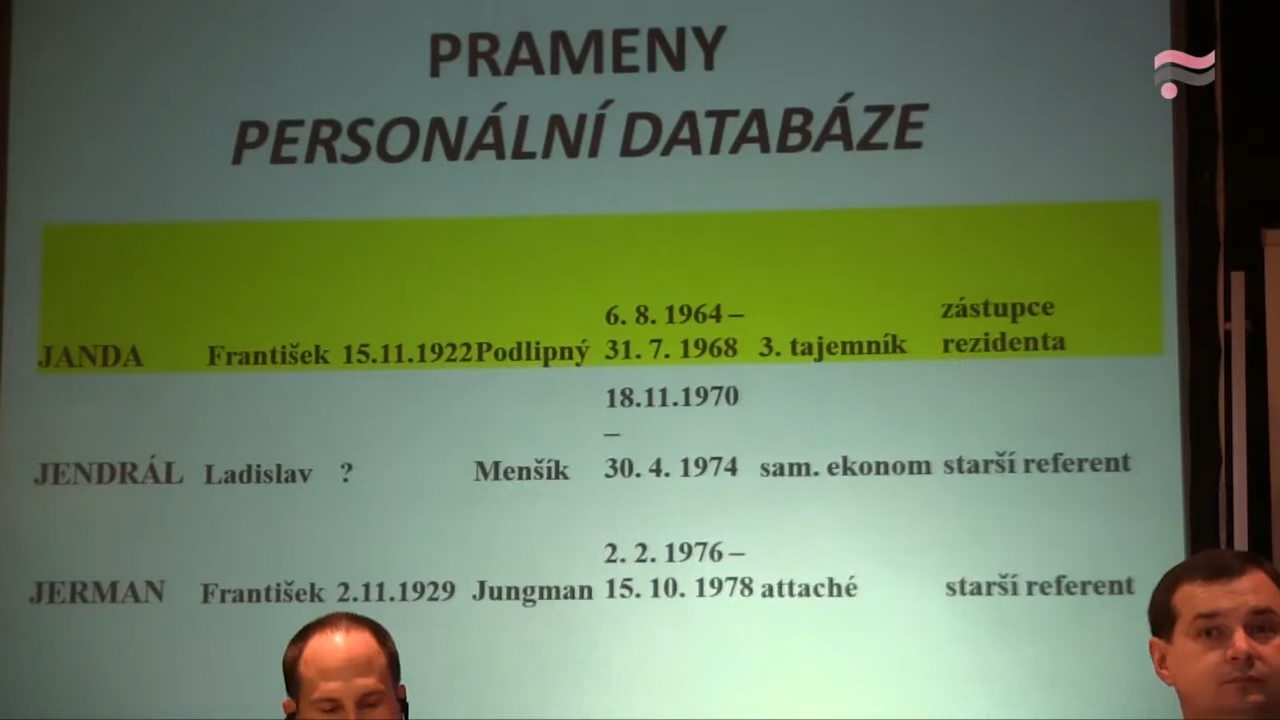 PRAMENY
PERSONÁLNÍ DATABÁZE
JANDA František 15.11.1922 Podlipný 6. 8. 1964 – 31. 7. 1968 3. tajemník zástupce rezidenta
JENDRÁL Ladislav ? Menšík 18.11.1970 – 30. 4. 1974 sam. ekonom starší referent
JERMAN František 2.11.1929 Jungman 2. 2. 1976 – 15. 10. 1978 attaché starší referent